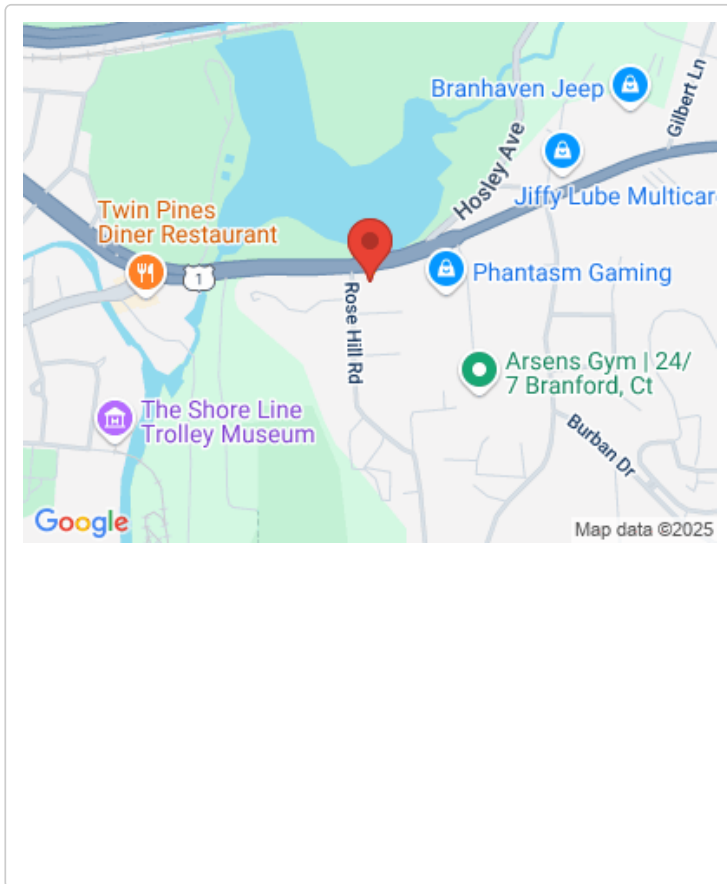 Branhaven Jeep
Gilbert Ln
Hosley Ave
Jiffy Lube Multicar
Twin Pines
Diner Restaurant
1
Phantasm Gaming
Rose Hill Rd
Arsens Gym | 24/
7 Branford, Ct
The Shore Line
Trolley Museum
Burban Dr
Google
Map data ©2025